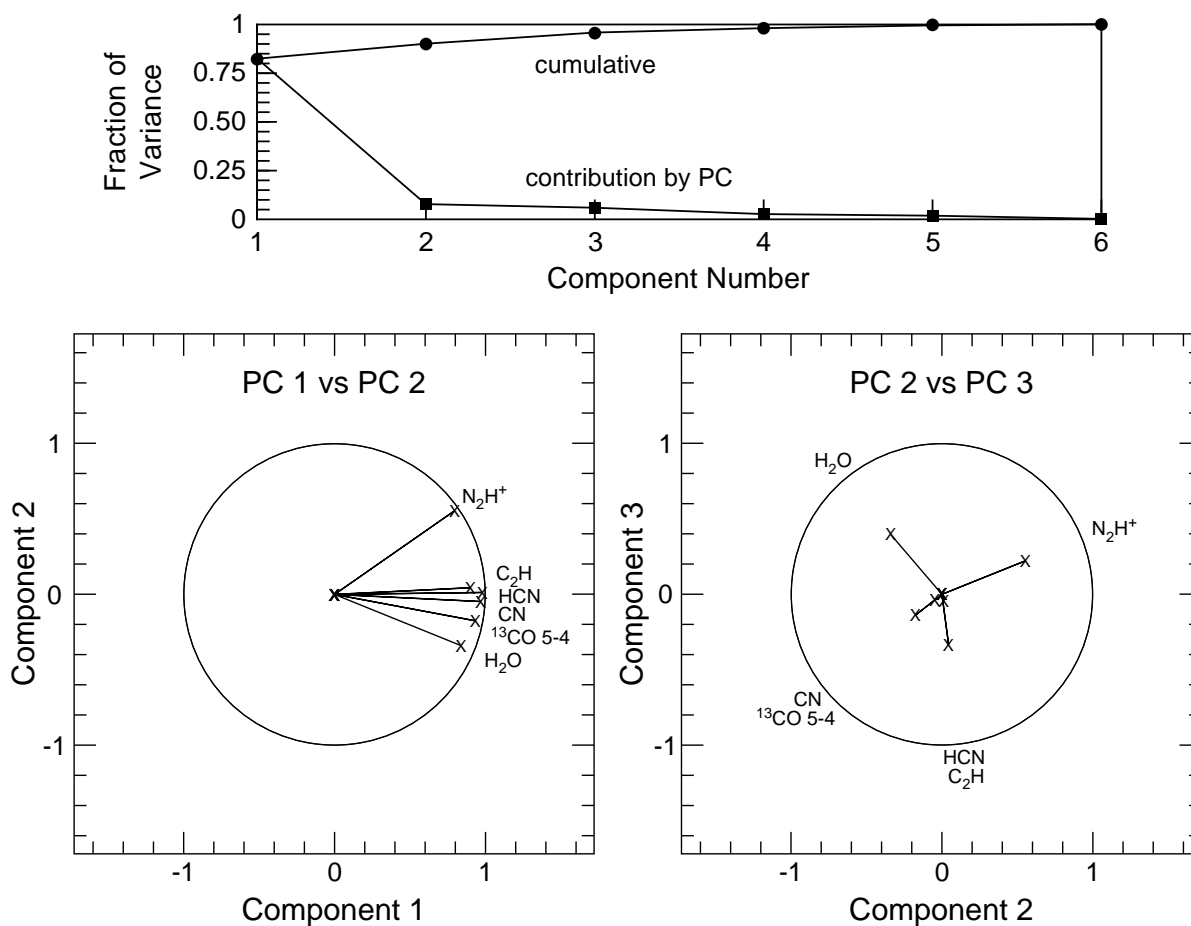 1
0.75
0.50
0.25
0
Fraction of
Variance
cumulative
contribution by PC
1 2 3 4 5 6
Component Number
PC 1 vs PC 2
1
0
-1
Component 2
N₂H⁺
C₂H
HCN
CN
¹³CO 5-4
H₂O
-1 0 1
Component 1
PC 2 vs PC 3
1
0
-1
Component 3
H₂O
N₂H⁺
CN
¹³CO 5-4
HCN
C₂H
-1 0 1
Component 2